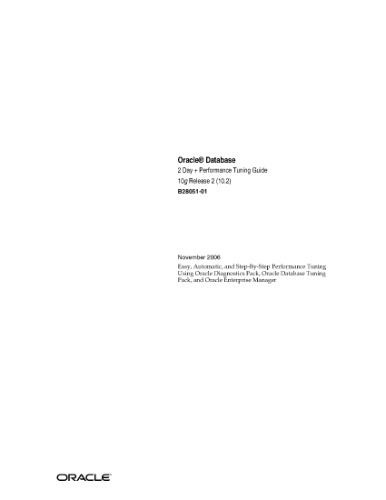 Oracle® Database
2 Day + Performance Tuning Guide
10g Release 2 (10.2)
B28051-01
November 2006
Easy, Automatic, and Step-By-Step Performance Tuning
Using Oracle Diagnostics Pack, Oracle Database Tuning
Pack, and Oracle Enterprise Manager
ORACLE®